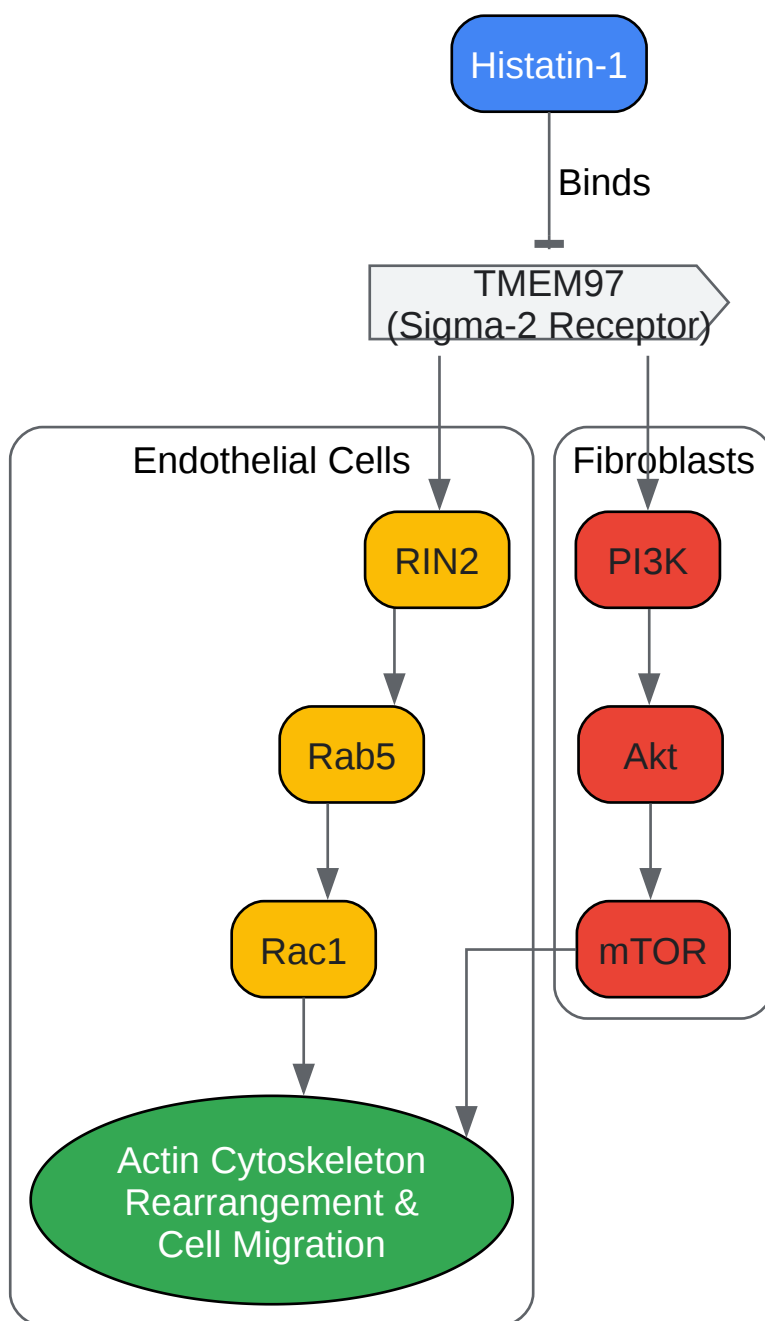 Histatin-1
Binds
TMEM97
(Sigma-2 Receptor)
Endothelial Cells
Fibroblasts
RIN2
PI3K
Rab5
Akt
Rac1
mTOR
Actin Cytoskeleton
Rearrangement &
Cell Migration